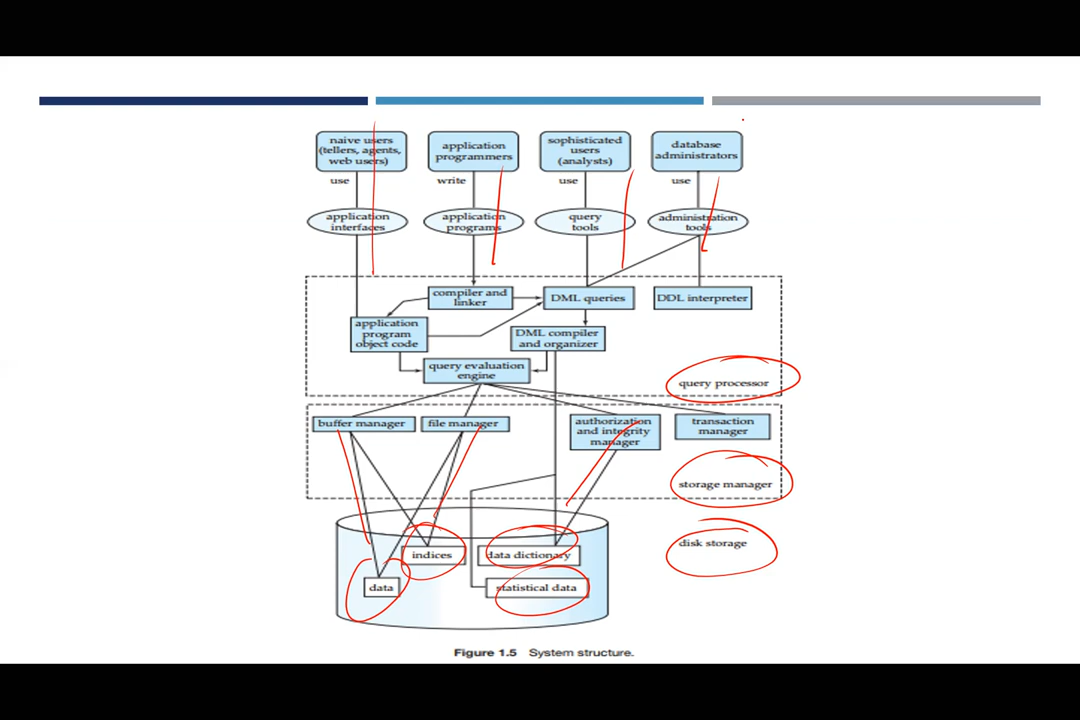 naive users
(tellers, agents,
web users)
application
programmers
sophisticated
users
(analysts)
database
administrators
use
write
use
use
application
interfaces
application
programs
query
tools
administration
tools
compiler and
linker
DML queries
DDL interpreter
application
program
object code
DML compiler
and organizer
query evaluation
engine
query processor
buffer manager
file manager
authorization
and integrity
manager
transaction
manager
storage manager
disk storage
indices
data dictionary
data
statistical data
Figure 1.5 System structure.